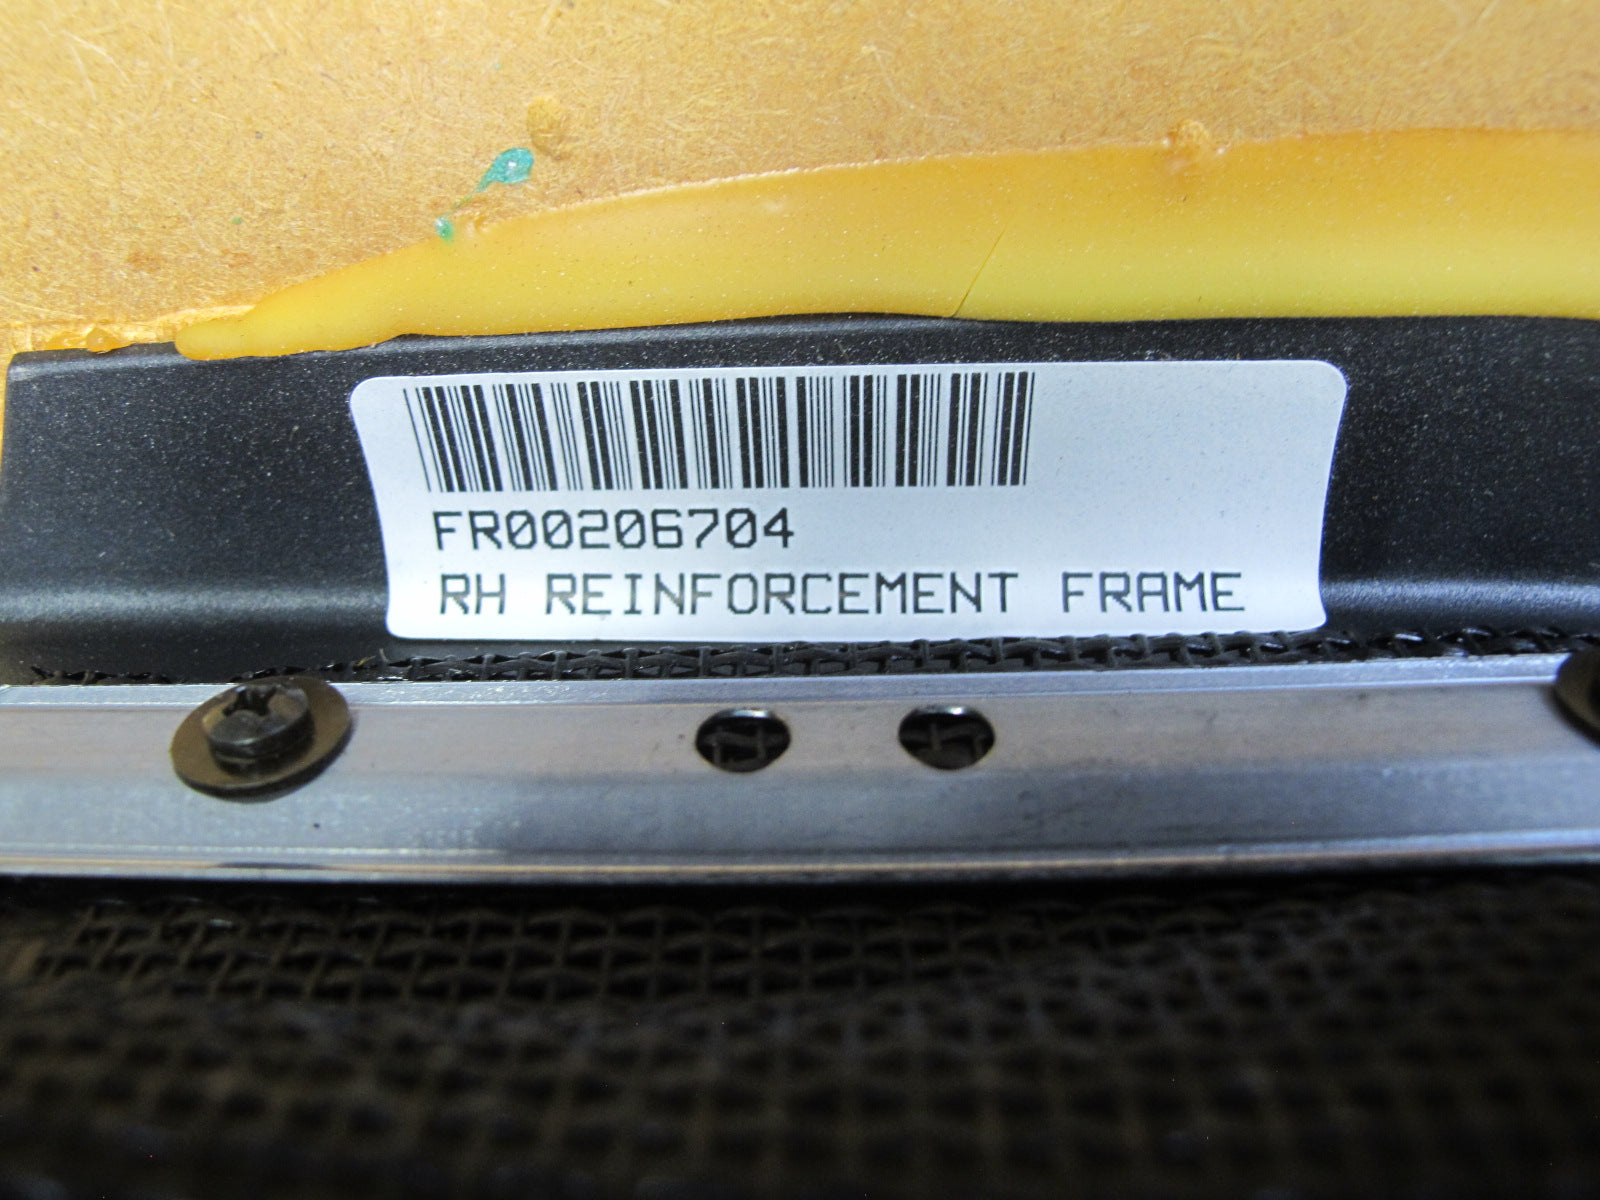 FR00206704
RH REINFORCEMENT FRAME